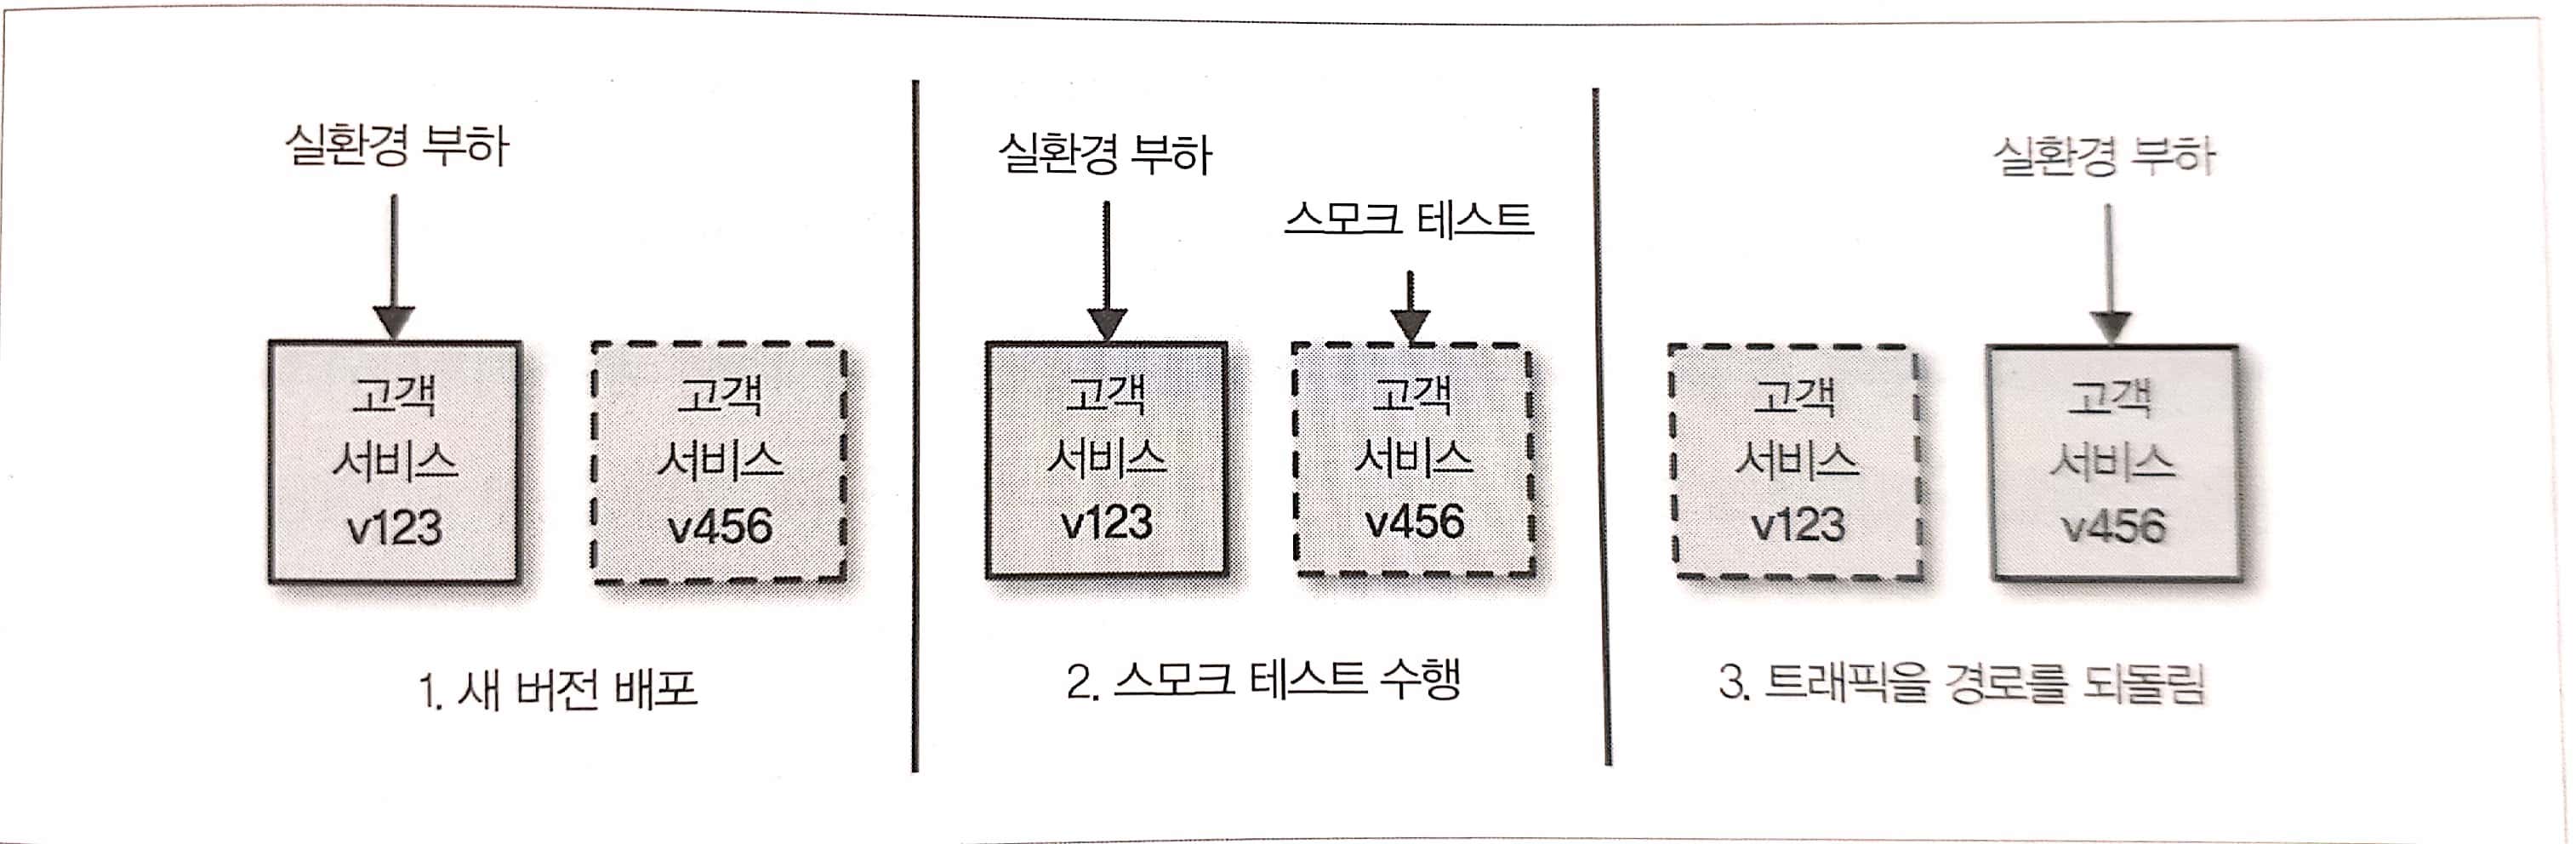 실환경 부하
고객
서비스
v123
고객
서비스
v456
1. 새 버전 배포
실환경 부하
스모크 테스트
고객
서비스
v123
고객
서비스
v456
2. 스모크 테스트 수행
실환경 부하
고객
서비스
v123
고객
서비스
v456
3. 트래픽을 경로를 되돌림